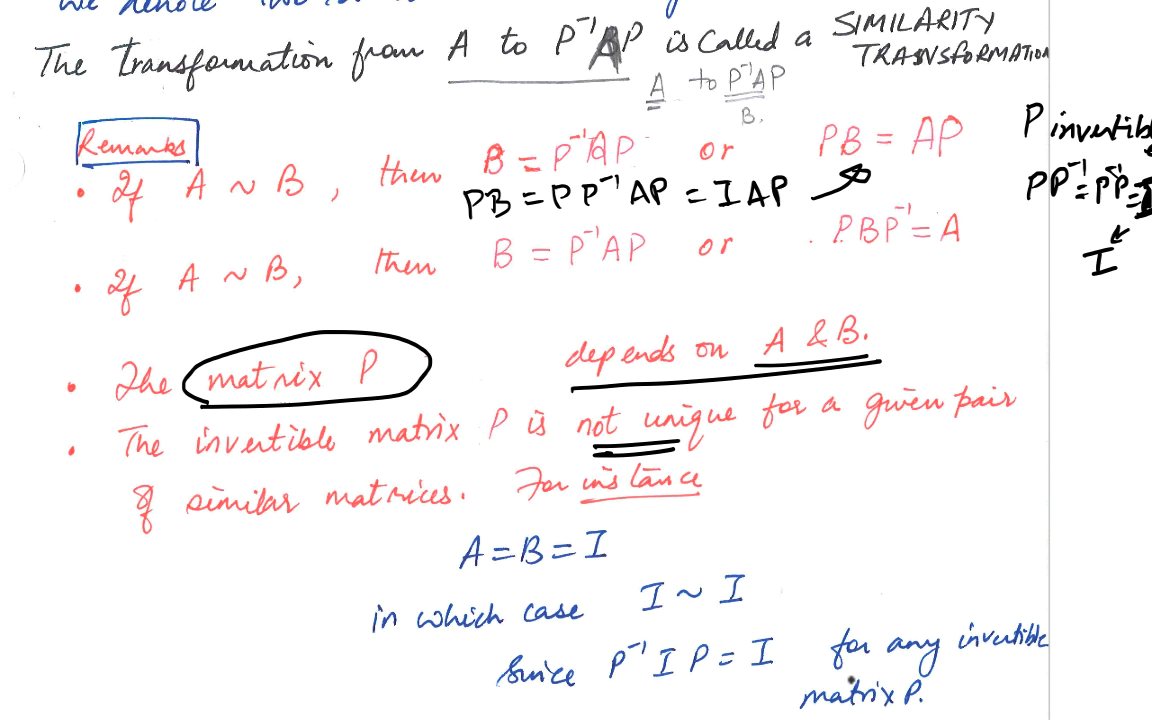 we denote
The transformation from A to P⁻¹AP is called a SIMILARITY TRANSFORMATION
A to P⁻¹AP
B.
Remarks
• If A ~ B, then B = P⁻¹AP or PB = AP
PB = PP⁻¹AP = IAP
P invertib
PP⁻¹ = P⁻¹P = I
I
• If A ~ B, then B = P⁻¹AP or PBP⁻¹ = A
• The matrix P depends on A & B.
• The invertible matrix P is not unique for a given pair
of similar matrices. For instance
A = B = I
in which case I ~ I
Since P⁻¹IP = I for any invertible
matrix P.